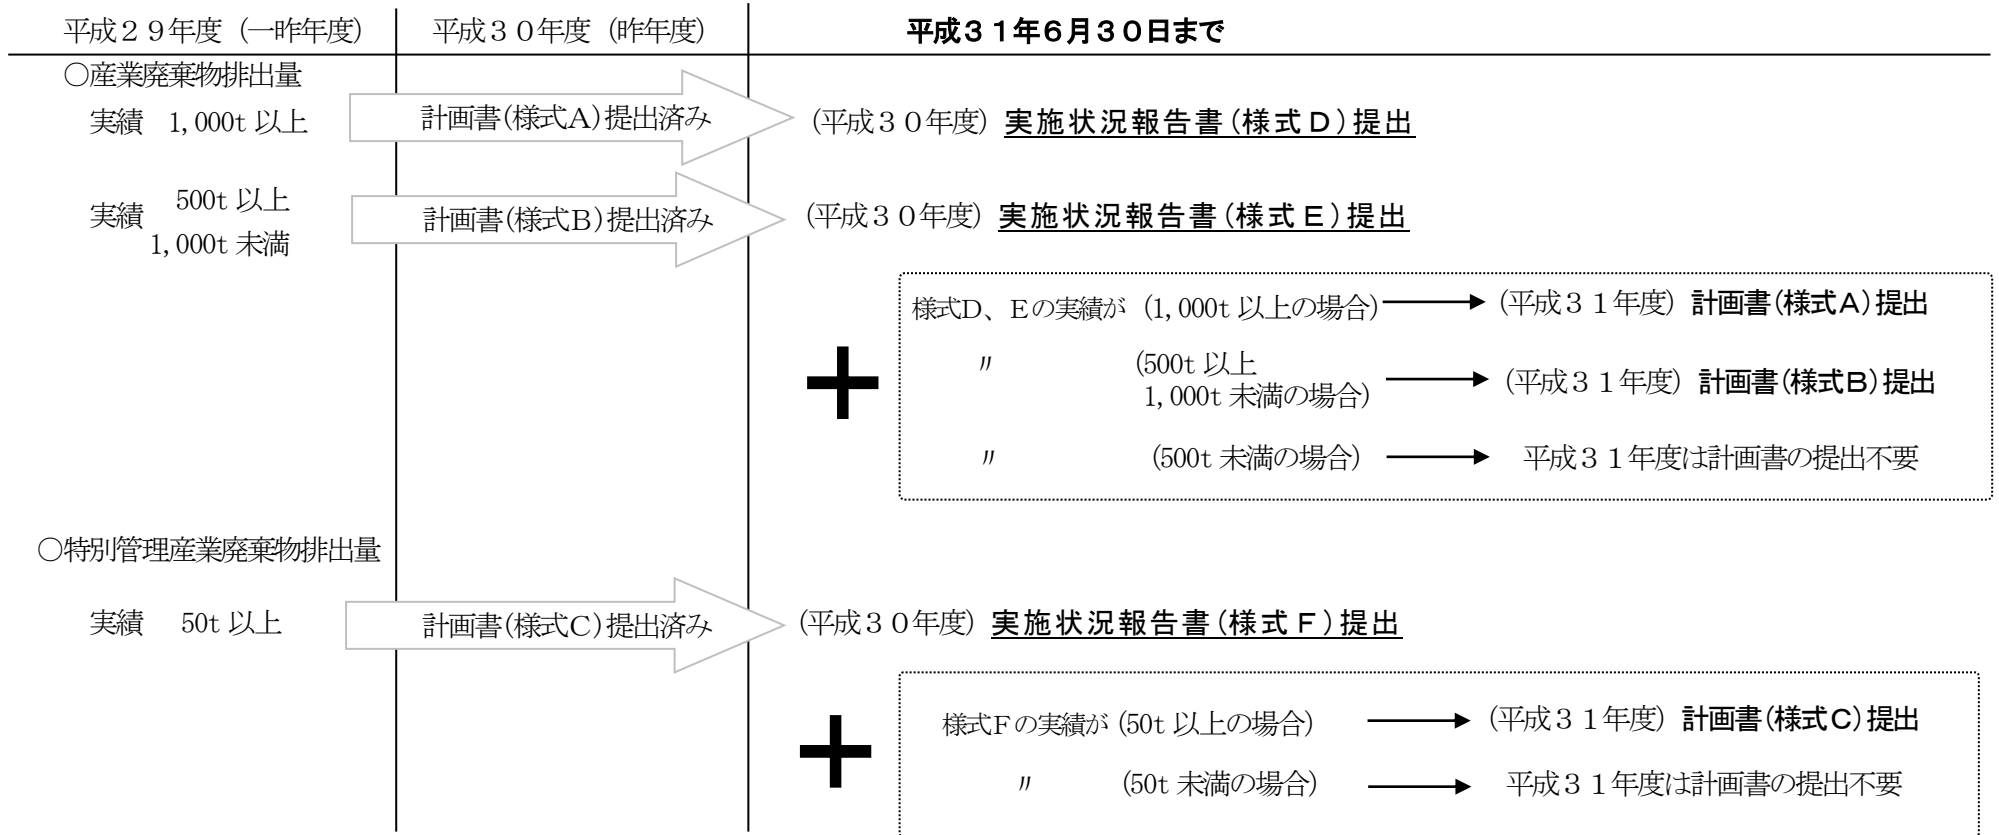 平成２９年度（一昨年度） 平成３０年度（昨年度） 平成３１年６月３０日まで
○産業廃棄物排出量
実績 1,000t 以上 計画書(様式A)提出済み (平成３０年度) 実施状況報告書(様式Ｄ)提出
実績 500t 以上 1,000t 未満 計画書(様式B)提出済み (平成３０年度) 実施状況報告書(様式Ｅ)提出
様式D、Eの実績が (1,000t 以上の場合) → (平成３１年度) 計画書(様式Ａ)提出
〃 (500t 以上
1,000t 未満の場合) → (平成３１年度) 計画書(様式Ｂ)提出
〃 (500t 未満の場合) → 平成３１年度は計画書の提出不要
＋
○特別管理産業廃棄物排出量
実績 50t 以上 計画書(様式C)提出済み (平成３０年度) 実施状況報告書(様式Ｆ)提出
様式Fの実績が (50t 以上の場合) → (平成３１年度) 計画書(様式Ｃ)提出
＋
〃 (50t 未満の場合) → 平成３１年度は計画書の提出不要